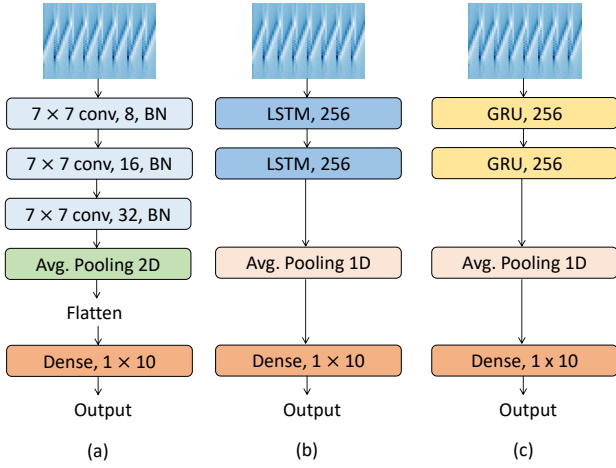 7 × 7 conv, 8, BN
7 × 7 conv, 16, BN
7 × 7 conv, 32, BN
Avg. Pooling 2D
Flatten
Dense, 1 × 10
Output
(a)
LSTM, 256
LSTM, 256
Avg. Pooling 1D
Dense, 1 × 10
Output
(b)
GRU, 256
GRU, 256
Avg. Pooling 1D
Dense, 1 x 10
Output
(c)